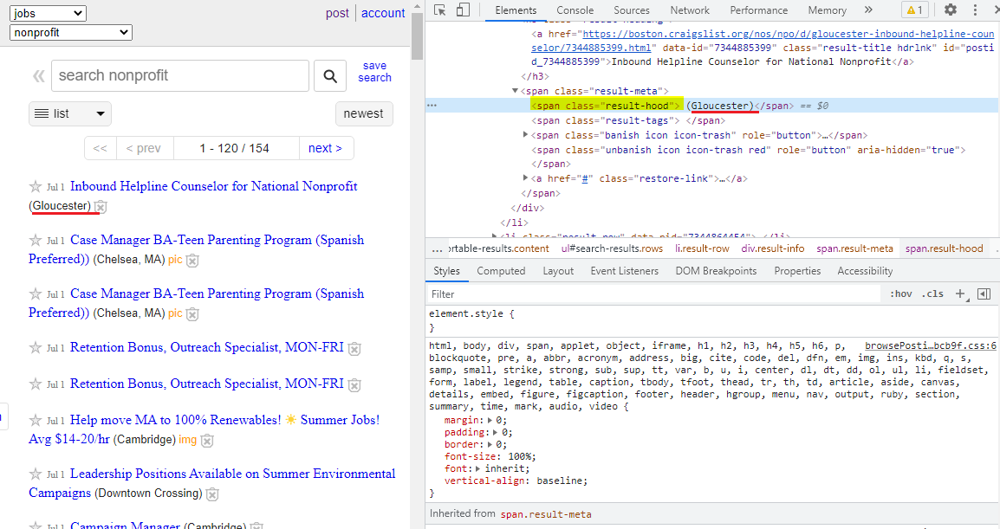 jobs
post account
nonprofit
« search nonprofit
save
search
list
newest
<< < prev 1 - 120 / 154 next >
Jul 1 Inbound Helpline Counselor for National Nonprofit
(Gloucester)
Jul 1 Case Manager BA-Teen Parenting Program (Spanish
Preferred)) (Chelsea, MA) pic
Jul 1 Case Manager BA-Teen Parenting Program (Spanish
Preferred)) (Chelsea, MA) pic
Jul 1 Retention Bonus, Outreach Specialist, MON-FRI
Jul 1 Retention Bonus, Outreach Specialist, MON-FRI
Jul 1 Help move MA to 100% Renewables! ☀ Summer Jobs!
Avg $14-20/hr (Cambridge) img
Jul 1 Leadership Positions Available on Summer Environmental
Campaigns (Downtown Crossing)
Jul 1 Campaign Manager (Cambridge)
Elements Console Sources Network Performance Memory » 1
<a href="https://boston.craigslist.org/nos/npo/d/gloucester-inbound-helpline-coun
selor/7344885399.html" data-id="7344885399" class="result-title hdrlnk" id="posti
d_7344885399">Inbound Helpline Counselor for National Nonprofit</a>
</h3>
<span class="result-meta">
… <span class="result-hood"> (Gloucester)</span> == $0
<span class="result-tags"> </span>
<span class="banish icon icon-trash" role="button">…</span>
<span class="unbanish icon icon-trash red" role="button" aria-hidden="true">
</span>
<a href="#" class="restore-link">…</a>
</span>
</div>
</li>
<li class="result-row" data-pid="7344864454"> </li>
... ortable-results.content ul#search-results.rows li.result-row div.result-info span.result-meta span.result-hood
Styles Computed Layout Event Listeners DOM Breakpoints Properties Accessibility
Filter :hov .cls +
element.style {
}
html, body, div, span, applet, object, iframe, h1, h2, h3, h4, h5, h6, p, browsePosti…bcb9f.css:6
blockquote, pre, a, abbr, acronym, address, big, cite, code, del, dfn, em, img, ins, kbd, q, s,
samp, small, strike, strong, sub, sup, tt, var, b, u, i, center, dl, dt, dd, ol, ul, li, fieldset,
form, label, legend, table, caption, tbody, tfoot, thead, tr, th, td, article, aside, canvas,
details, embed, figure, figcaption, footer, header, hgroup, menu, nav, output, ruby, section,
summary, time, mark, audio, video {
margin: 0;
padding: 0;
border: 0;
font-size: 100%;
font: inherit;
vertical-align: baseline;
}
Inherited from span.result-meta